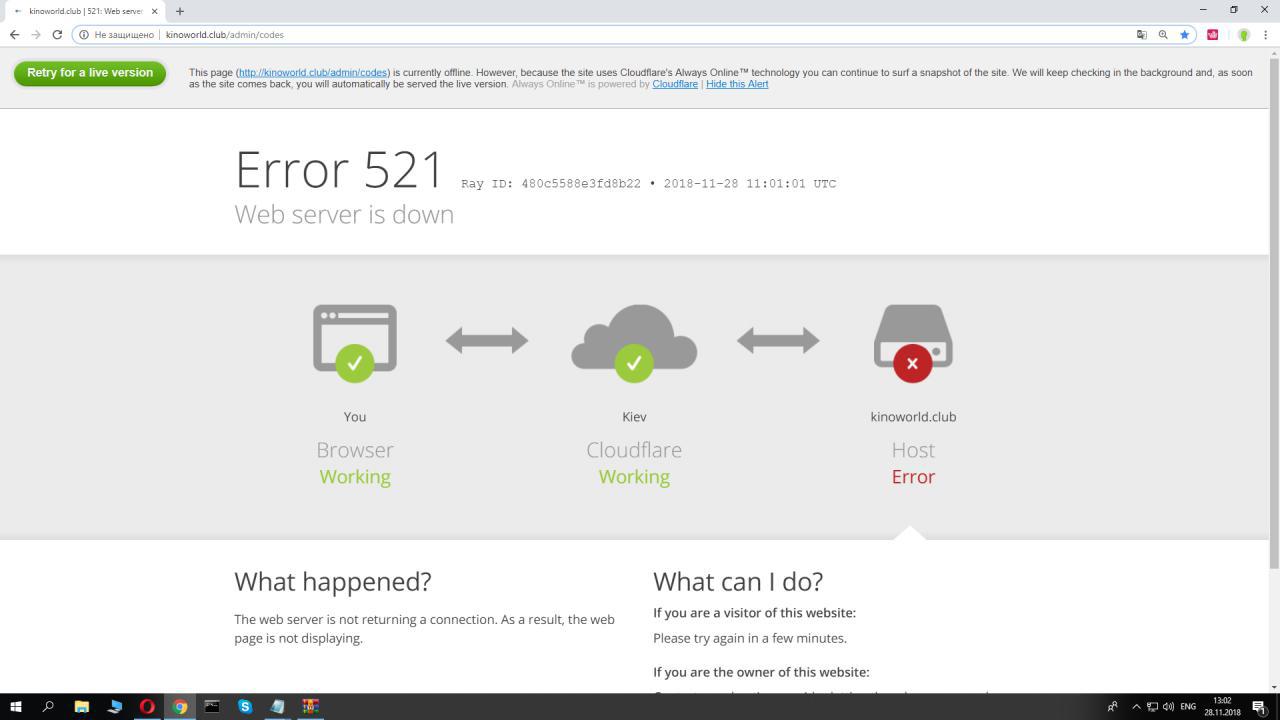 kinoworld.club | 521: Web server
Не защищено | kinoworld.club/admin/codes
Retry for a live version
This page (http://kinoworld.club/admin/codes) is currently offline. However, because the site uses Cloudflare's Always Online™ technology you can continue to surf a snapshot of the site. We will keep checking in the background and, as soon
as the site comes back, you will automatically be served the live version. Always Online™ is powered by Cloudflare | Hide this Alert
Error 521 Ray ID: 480c5588e3fd8b22 • 2018-11-28 11:01:01 UTC
Web server is down
You
Browser
Working
Kiev
Cloudflare
Working
kinoworld.club
Host
Error
What happened?
The web server is not returning a connection. As a result, the web
page is not displaying.
What can I do?
If you are a visitor of this website:
Please try again in a few minutes.
If you are the owner of this website:
ENG
13:02
28.11.2018
1